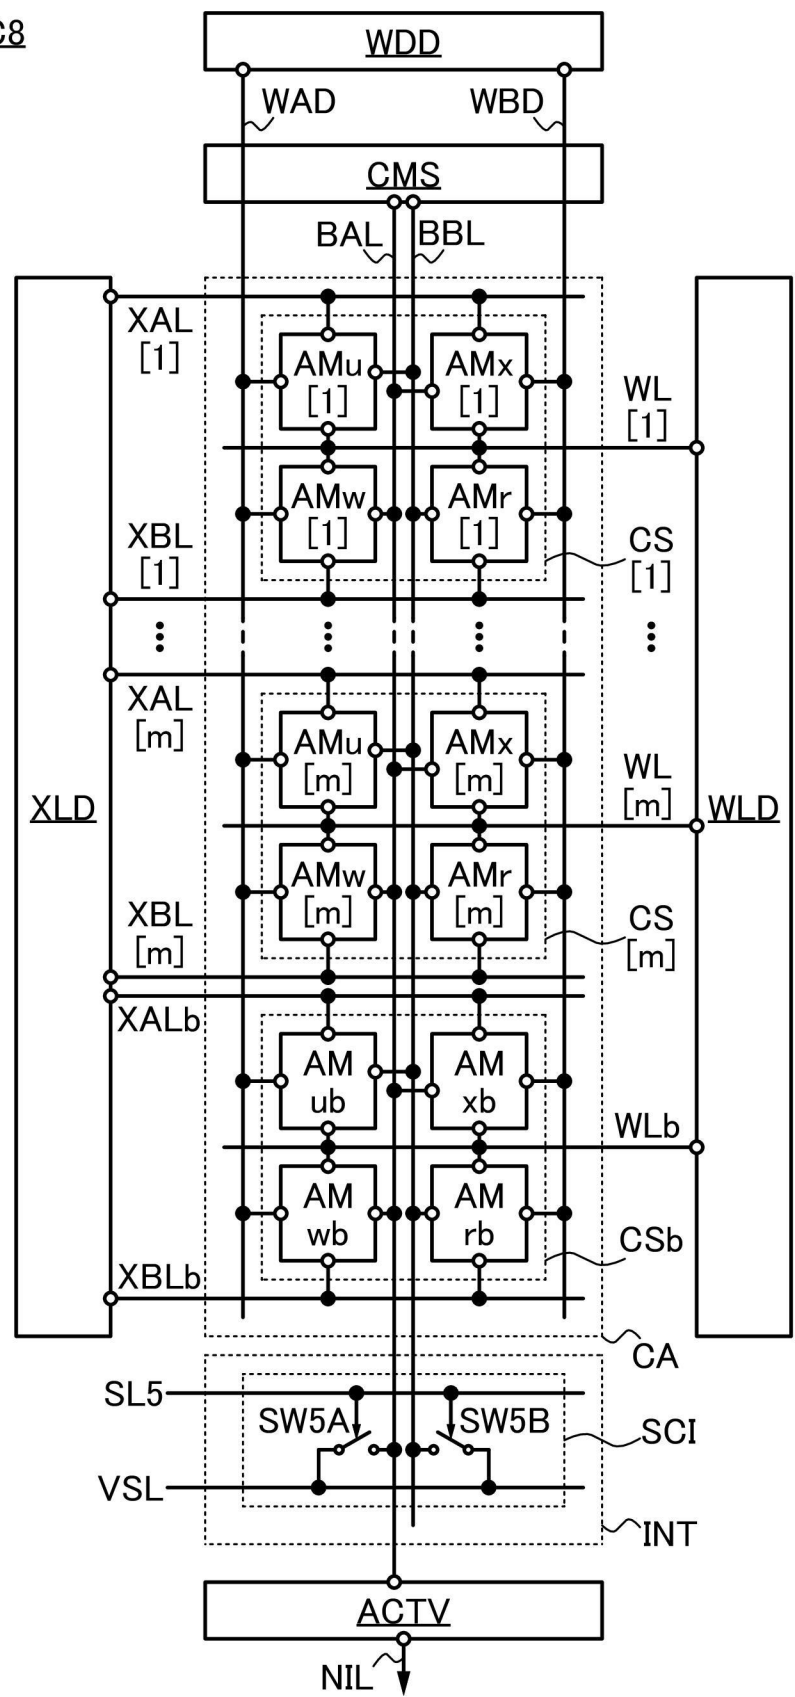 C8
WDD
WAD
WBD
CMS
BAL
BBL
XAL
[1]
AMu
[1]
AMx
[1]
WL
[1]
AMw
[1]
AMr
[1]
XBL
[1]
CS
[1]
XAL
[m]
AMu
[m]
AMx
[m]
WL
[m]
XLD
WLD
AMw
[m]
AMr
[m]
XBL
[m]
CS
[m]
XALb
AM
ub
AM
xb
WLb
AM
wb
AM
rb
CSb
XBLb
CA
SL5
SW5A
SW5B
SCI
VSL
INT
ACTV
NIL